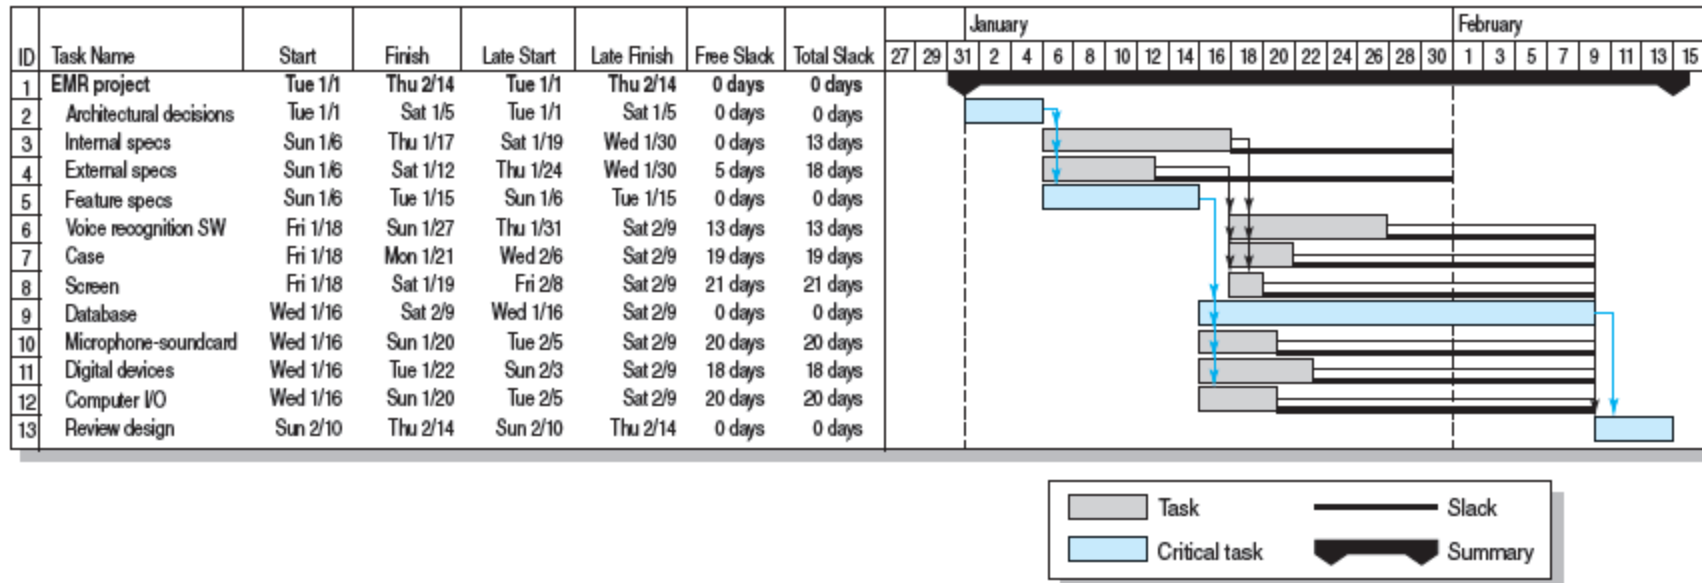 January February
ID Task Name Start Finish Late Start Late Finish Free Slack Total Slack 27 29 31 2 4 6 8 10 12 14 16 18 20 22 24 26 28 30 1 3 5 7 9 11 13 15
1 EMR project Tue 1/1 Thu 2/14 Tue 1/1 Thu 2/14 0 days 0 days
2 Architectural decisions Tue 1/1 Sat 1/5 Tue 1/1 Sat 1/5 0 days 0 days
3 Internal specs Sun 1/6 Thu 1/17 Sat 1/19 Wed 1/30 0 days 13 days
4 External specs Sun 1/6 Sat 1/12 Thu 1/24 Wed 1/30 5 days 18 days
5 Feature specs Sun 1/6 Tue 1/15 Sun 1/6 Tue 1/15 0 days 0 days
6 Voice recognition SW Fri 1/18 Sun 1/27 Thu 1/31 Sat 2/9 13 days 13 days
7 Case Fri 1/18 Mon 1/21 Wed 2/6 Sat 2/9 19 days 19 days
8 Screen Fri 1/18 Sat 1/19 Fri 2/8 Sat 2/9 21 days 21 days
9 Database Wed 1/16 Sat 2/9 Wed 1/16 Sat 2/9 0 days 0 days
10 Microphone-soundcard Wed 1/16 Sun 1/20 Tue 2/5 Sat 2/9 20 days 20 days
11 Digital devices Wed 1/16 Tue 1/22 Sun 2/3 Sat 2/9 18 days 18 days
12 Computer I/O Wed 1/16 Sun 1/20 Tue 2/5 Sat 2/9 20 days 20 days
13 Review design Sun 2/10 Thu 2/14 Sun 2/10 Thu 2/14 0 days 0 days
Task Slack
Critical task Summary